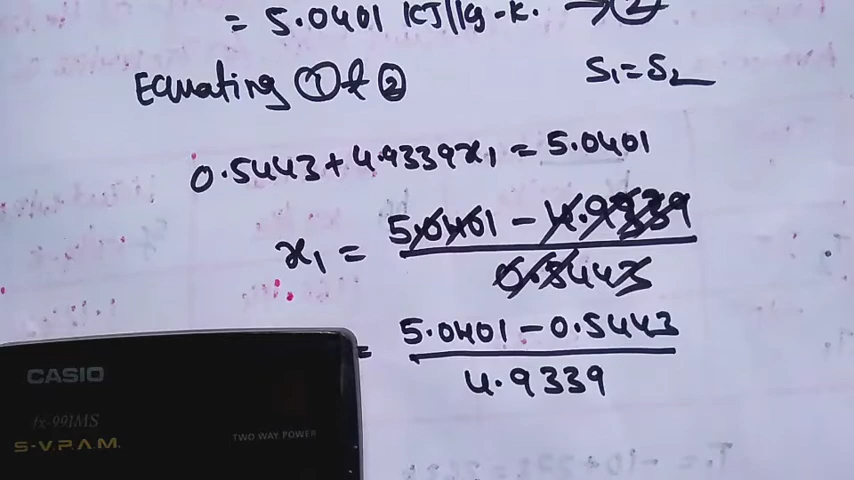 = 5.0401 KJ/kg-K. → ②
Equating ① & ② S₁=S₂
0.5443+4.9339x₁ = 5.0401
x₁ = 5.0401 - 4.9339
0.5443
= 5.0401 - 0.5443
4.9339
CASIO
fx-991MS
S-V.P.A.M.
TWO WAY POWER